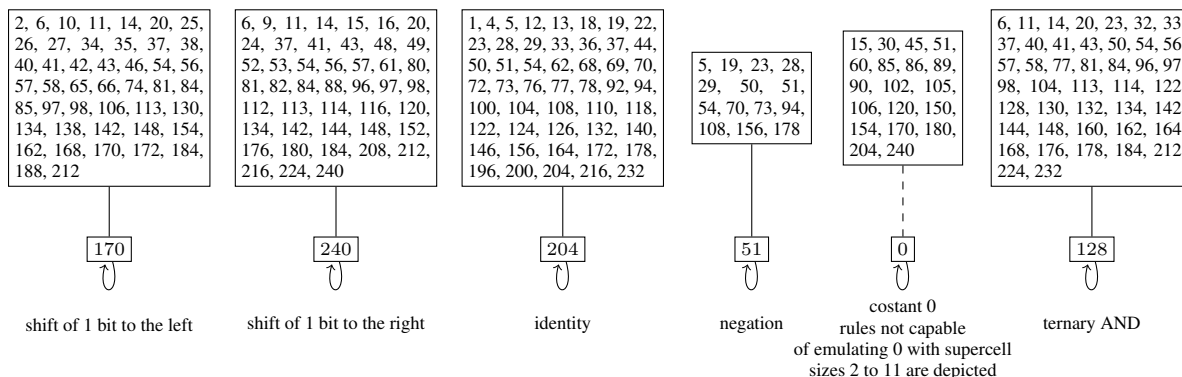 2, 6, 10, 11, 14, 20, 25,
26, 27, 34, 35, 37, 38,
40, 41, 42, 43, 46, 54, 56,
57, 58, 65, 66, 74, 81, 84,
85, 97, 98, 106, 113, 130,
134, 138, 142, 148, 154,
162, 168, 170, 172, 184,
188, 212
170
shift of 1 bit to the left
6, 9, 11, 14, 15, 16, 20,
24, 37, 41, 43, 48, 49,
52, 53, 54, 56, 57, 61, 80,
81, 82, 84, 88, 96, 97, 98,
112, 113, 114, 116, 120,
134, 142, 144, 148, 152,
176, 180, 184, 208, 212,
216, 224, 240
240
shift of 1 bit to the right
1, 4, 5, 12, 13, 18, 19, 22,
23, 28, 29, 33, 36, 37, 44,
50, 51, 54, 62, 68, 69, 70,
72, 73, 76, 77, 78, 92, 94,
100, 104, 108, 110, 118,
122, 124, 126, 132, 140,
146, 156, 164, 172, 178,
196, 200, 204, 216, 232
204
identity
5, 19, 23, 28,
29, 50, 51,
54, 70, 73, 94,
108, 156, 178
51
negation
15, 30, 45, 51,
60, 85, 86, 89,
90, 102, 105,
106, 120, 150,
154, 170, 180,
204, 240
0
costant 0
rules not capable
of emulating 0 with supercell
sizes 2 to 11 are depicted
6, 11, 14, 20, 23, 32, 33,
37, 40, 41, 43, 50, 54, 56,
57, 58, 77, 81, 84, 96, 97,
98, 104, 113, 114, 122,
128, 130, 132, 134, 142,
144, 148, 160, 162, 164,
168, 176, 178, 184, 212,
224, 232
128
ternary AND